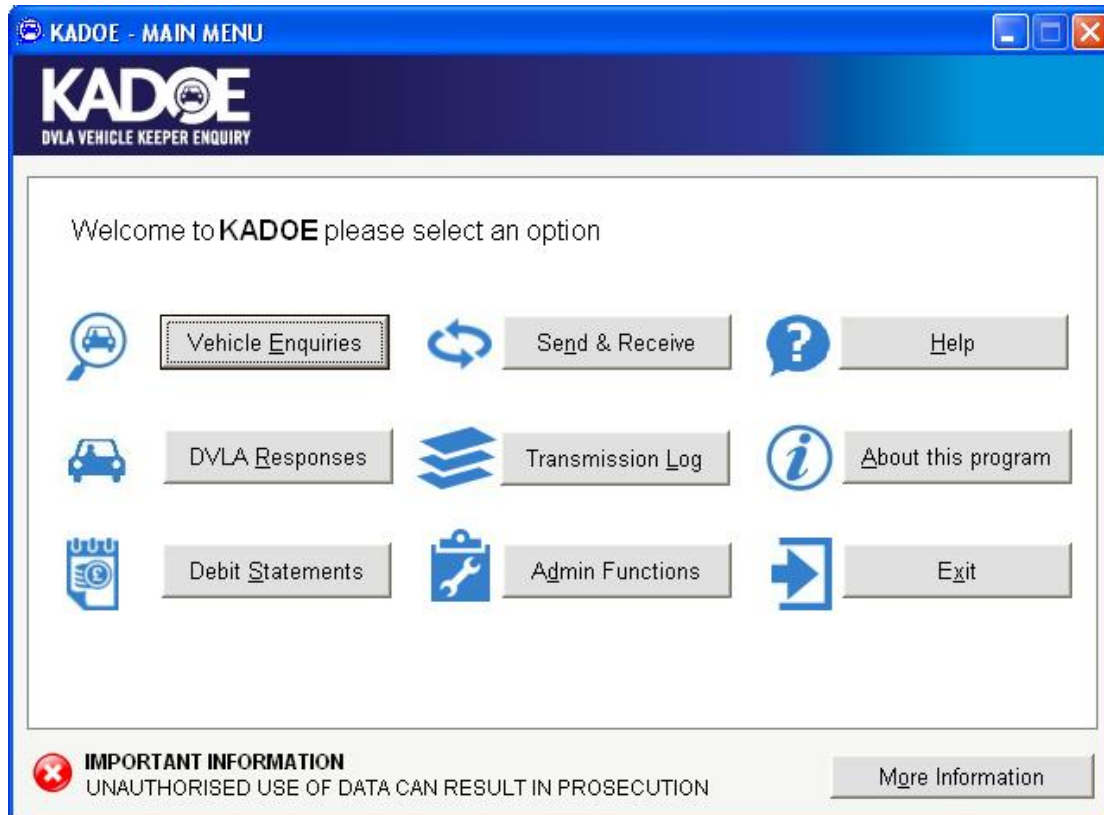 KADOE - MAIN MENU
KADOE
DVLA VEHICLE KEEPER ENQUIRY
Welcome to KADOE please select an option
Vehicle Enquiries
Send & Receive
Help
DVLA Responses
Transmission Log
About this program
Debit Statements
Admin Functions
Exit
IMPORTANT INFORMATION
UNAUTHORISED USE OF DATA CAN RESULT IN PROSECUTION
More Information